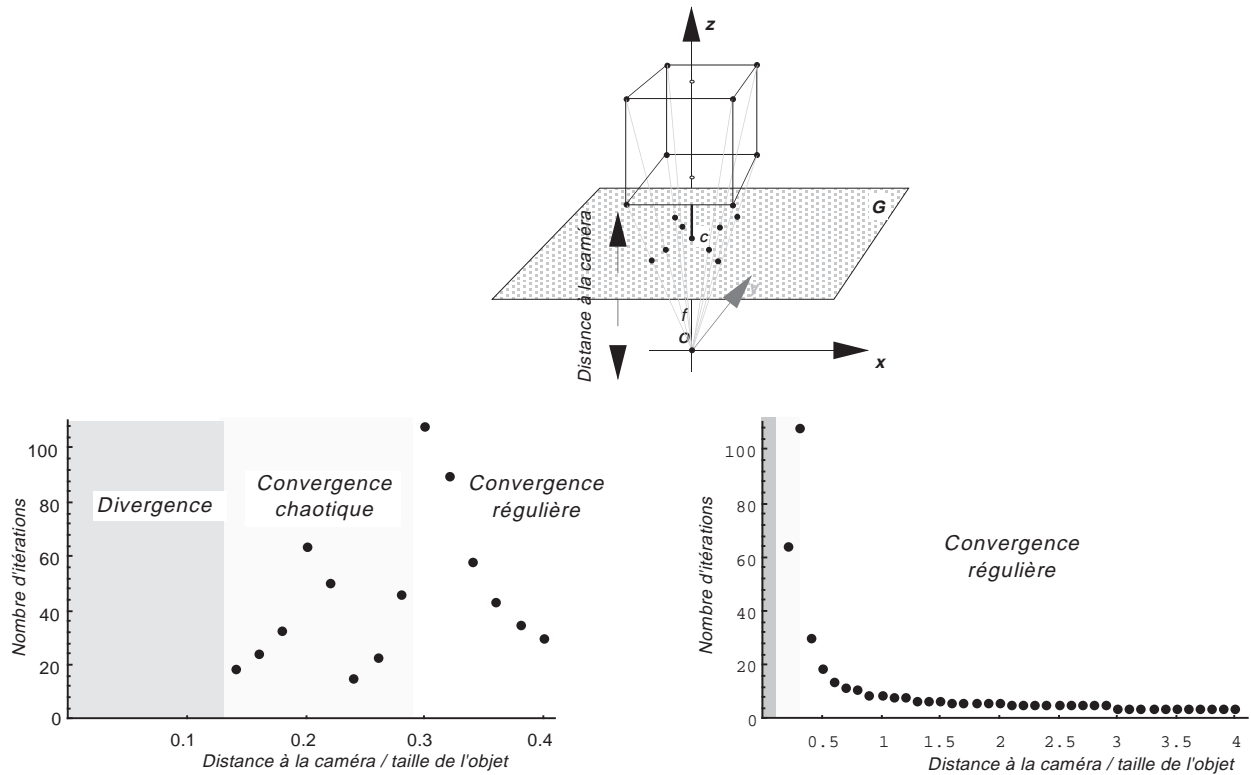 z
G
c
Distance à la caméra
y
f
O
x
Nombre d'itérations
100
80
60
40
20
0
Divergence
Convergence
chaotique
Convergence
régulière
0.1
0.2
0.3
0.4
Distance à la caméra / taille de l'objet
Nombre d'itérations
100
80
60
40
20
0
Convergence
régulière
0.5
1
1.5
2
2.5
3
3.5
4
Distance à la caméra / taille de l'objet